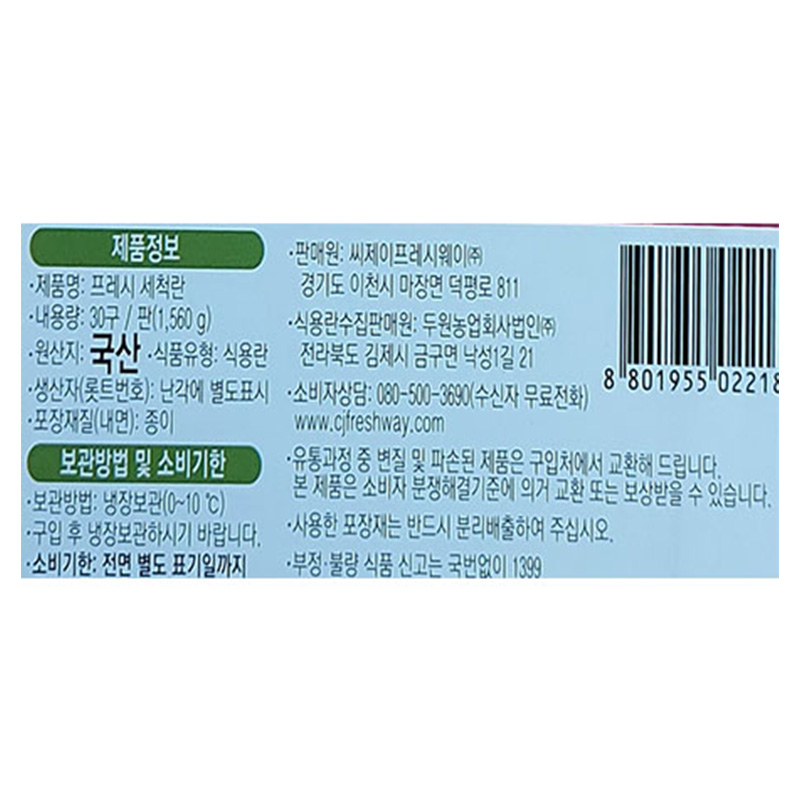 제품정보
·제품명: 프레시 세척란
·내용량: 30구 / 판(1,560 g)
·원산지: 국산 ·식품유형: 식용란
·생산자(롯트번호): 난각에 별도표시
·포장재질(내면): 종이
보관방법 및 소비기한
·보관방법: 냉장보관(0~10 ℃)
·구입 후 냉장보관하시기 바랍니다.
·소비기한: 전면 별도 표기일까지
·판매원: 씨제이프레시웨이㈜
경기도 이천시 마장면 덕평로 811
·식용란수집판매원: 두원농업회사법인㈜
전라북도 김제시 금구면 낙성1길 21
·소비자상담: 080-500-3690(수신자 무료전화)
www.cjfreshway.com
·유통과정 중 변질 및 파손된 제품은 구입처에서 교환해 드립니다.
본 제품은 소비자 분쟁해결기준에 의거 교환 또는 보상받을 수 있습니다.
·사용한 포장재는 반드시 분리배출하여 주십시오.
·부정·불량 식품 신고는 국번없이 1399
8 801955 02218